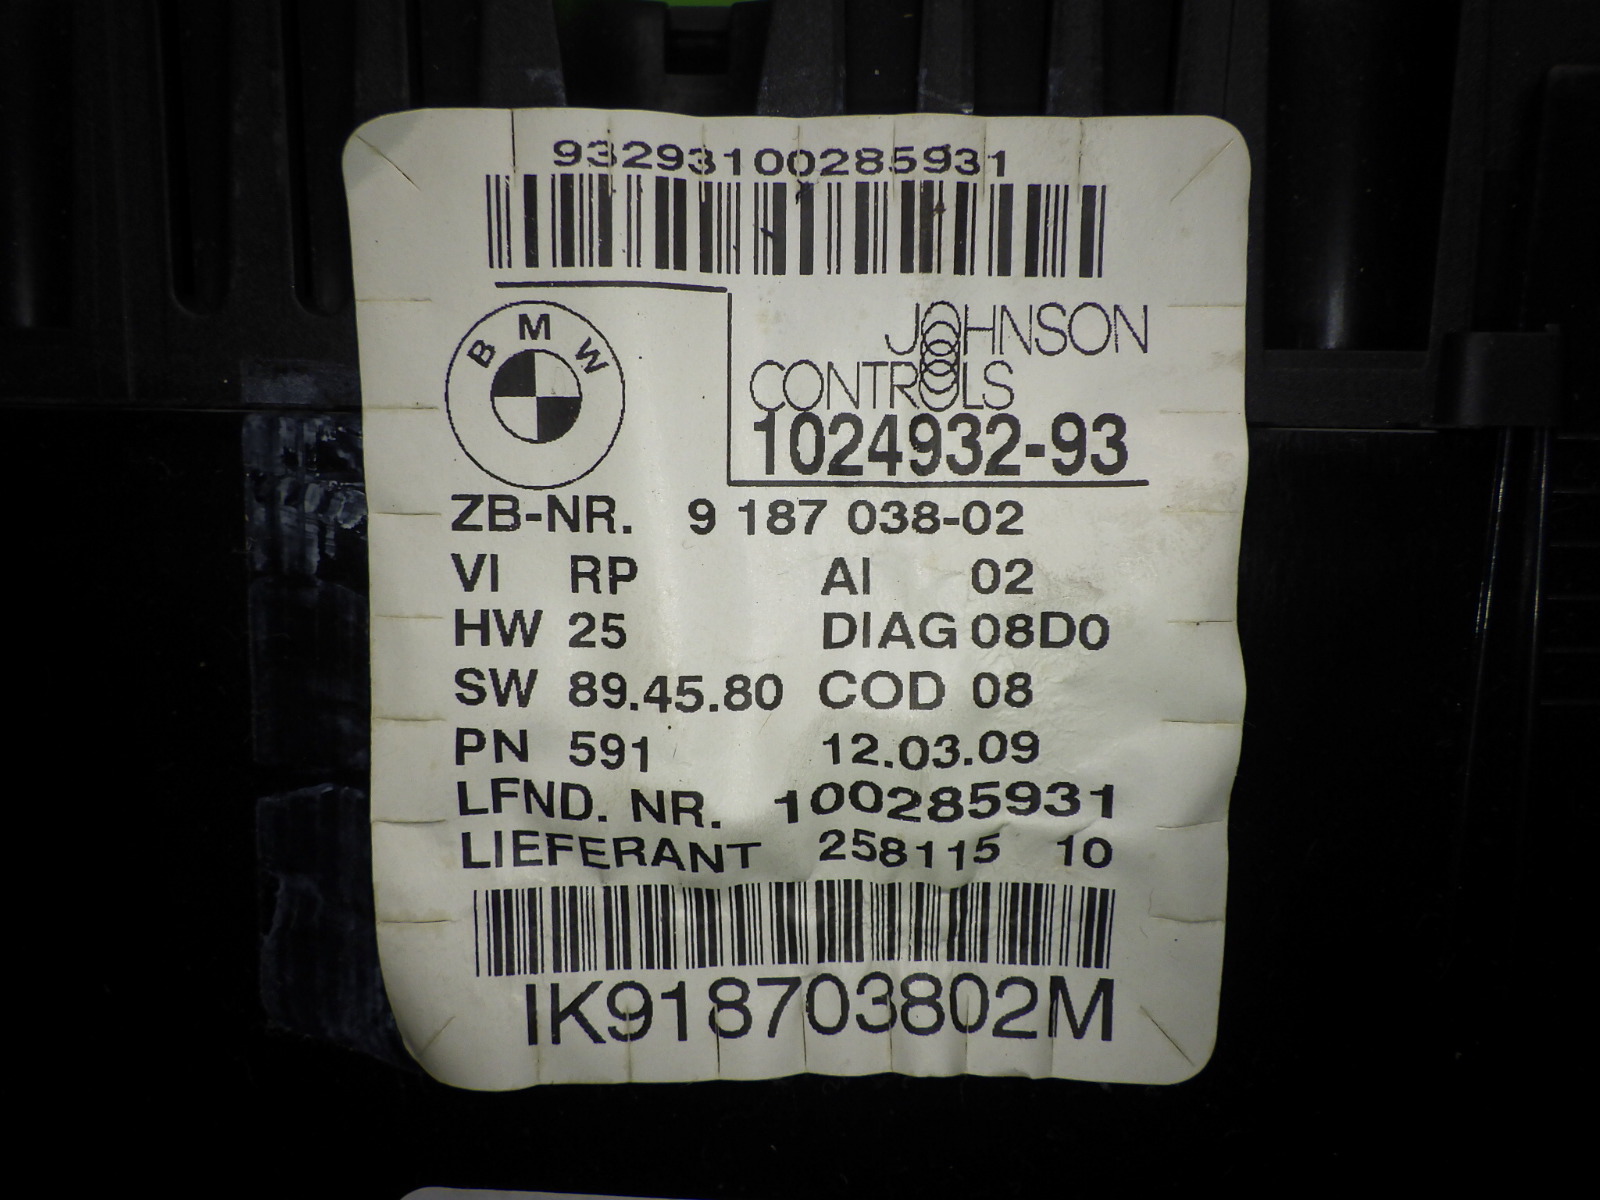 93293100285931
BMW
JOHNSON
CONTROLS
1024932-93
ZB-NR. 9 187 038-02
VI RP AI 02
HW 25 DIAG 08D0
SW 89.45.80 COD 08
PN 591 12.03.09
LFND. NR. 100285931
LIEFERANT 258115 10
IK918703802M